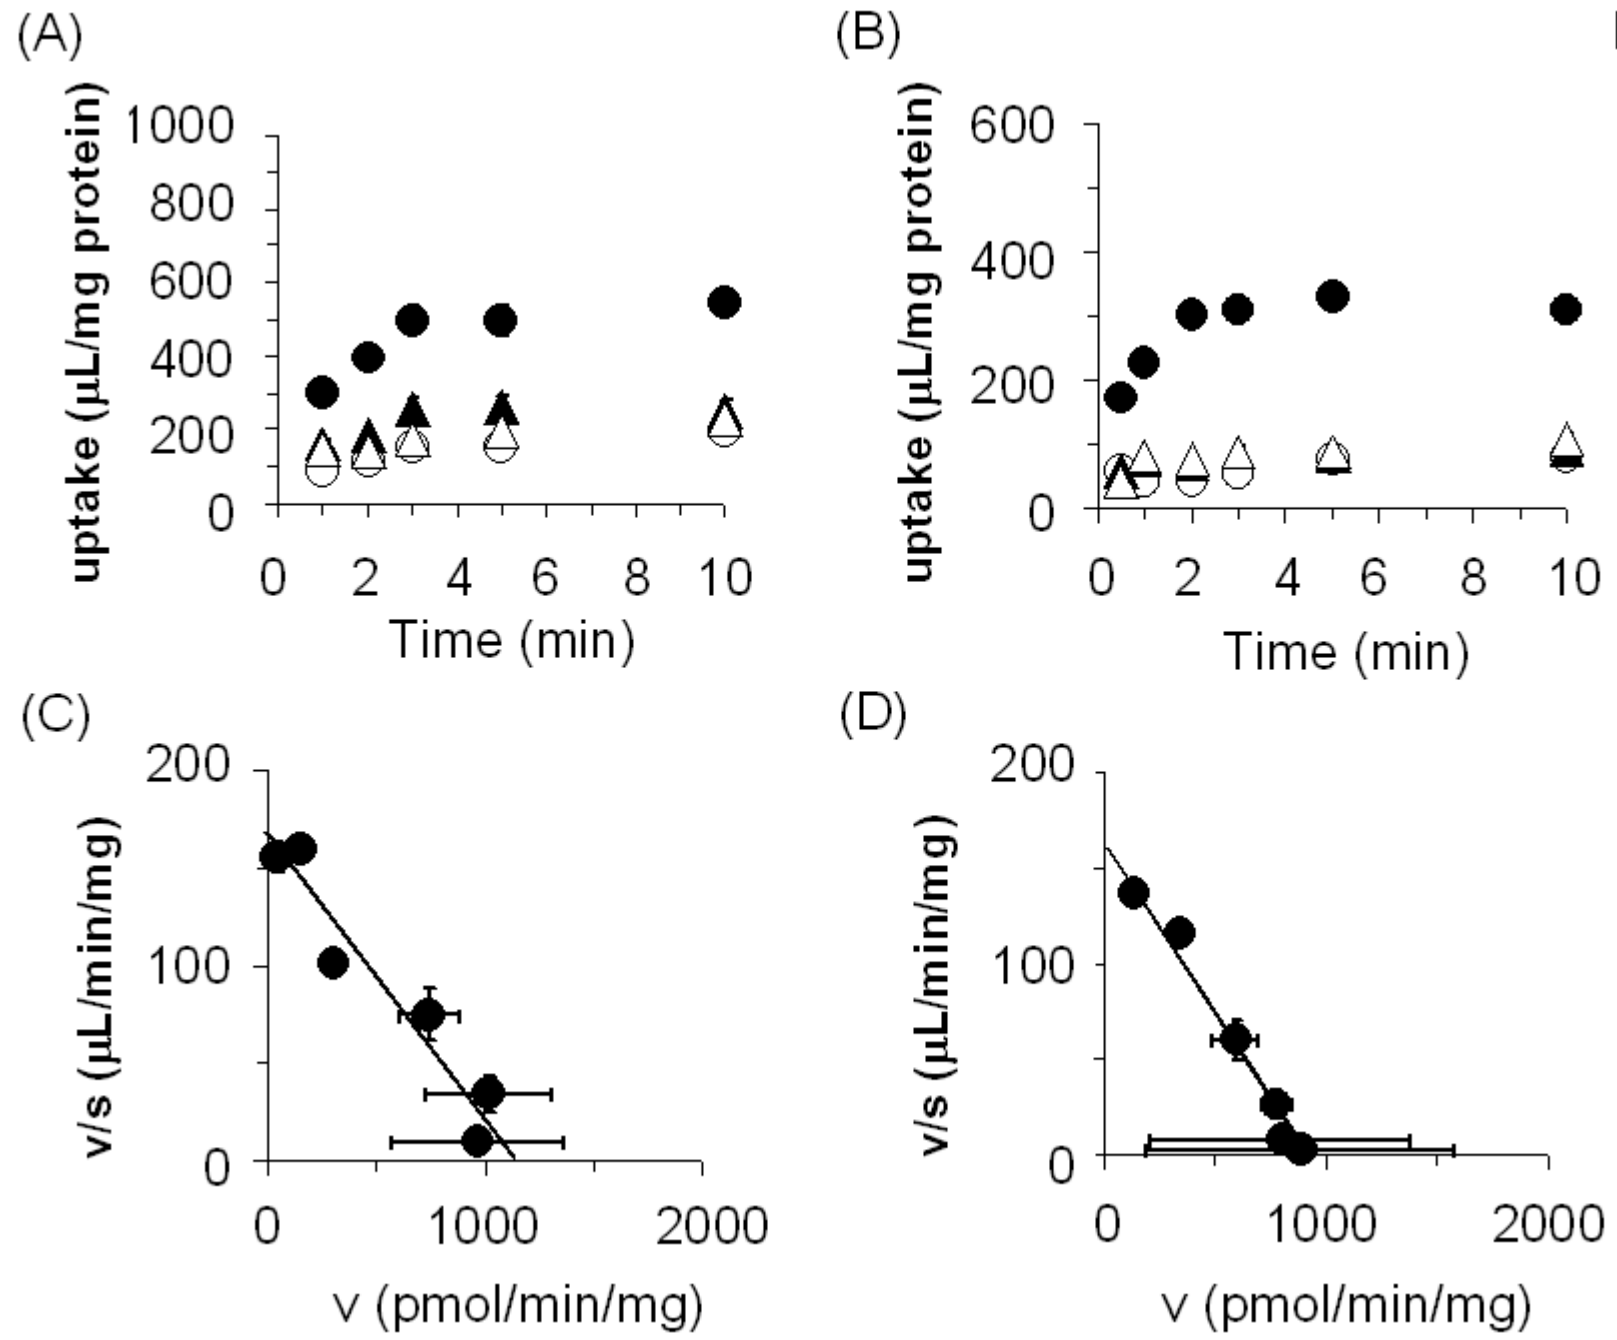 (A)
(B)
uptake (μL/mg protein)
1000
800
600
400
200
0
0 2 4 6 8 10
Time (min)
uptake (μL/mg protein)
600
400
200
0
0 2 4 6 8 10
Time (min)
(C)
(D)
v/s (μL/min/mg)
200
100
0
0 1000 2000
v (pmol/min/mg)
v/s (μL/min/mg)
200
100
0
0 1000 2000
v (pmol/min/mg)